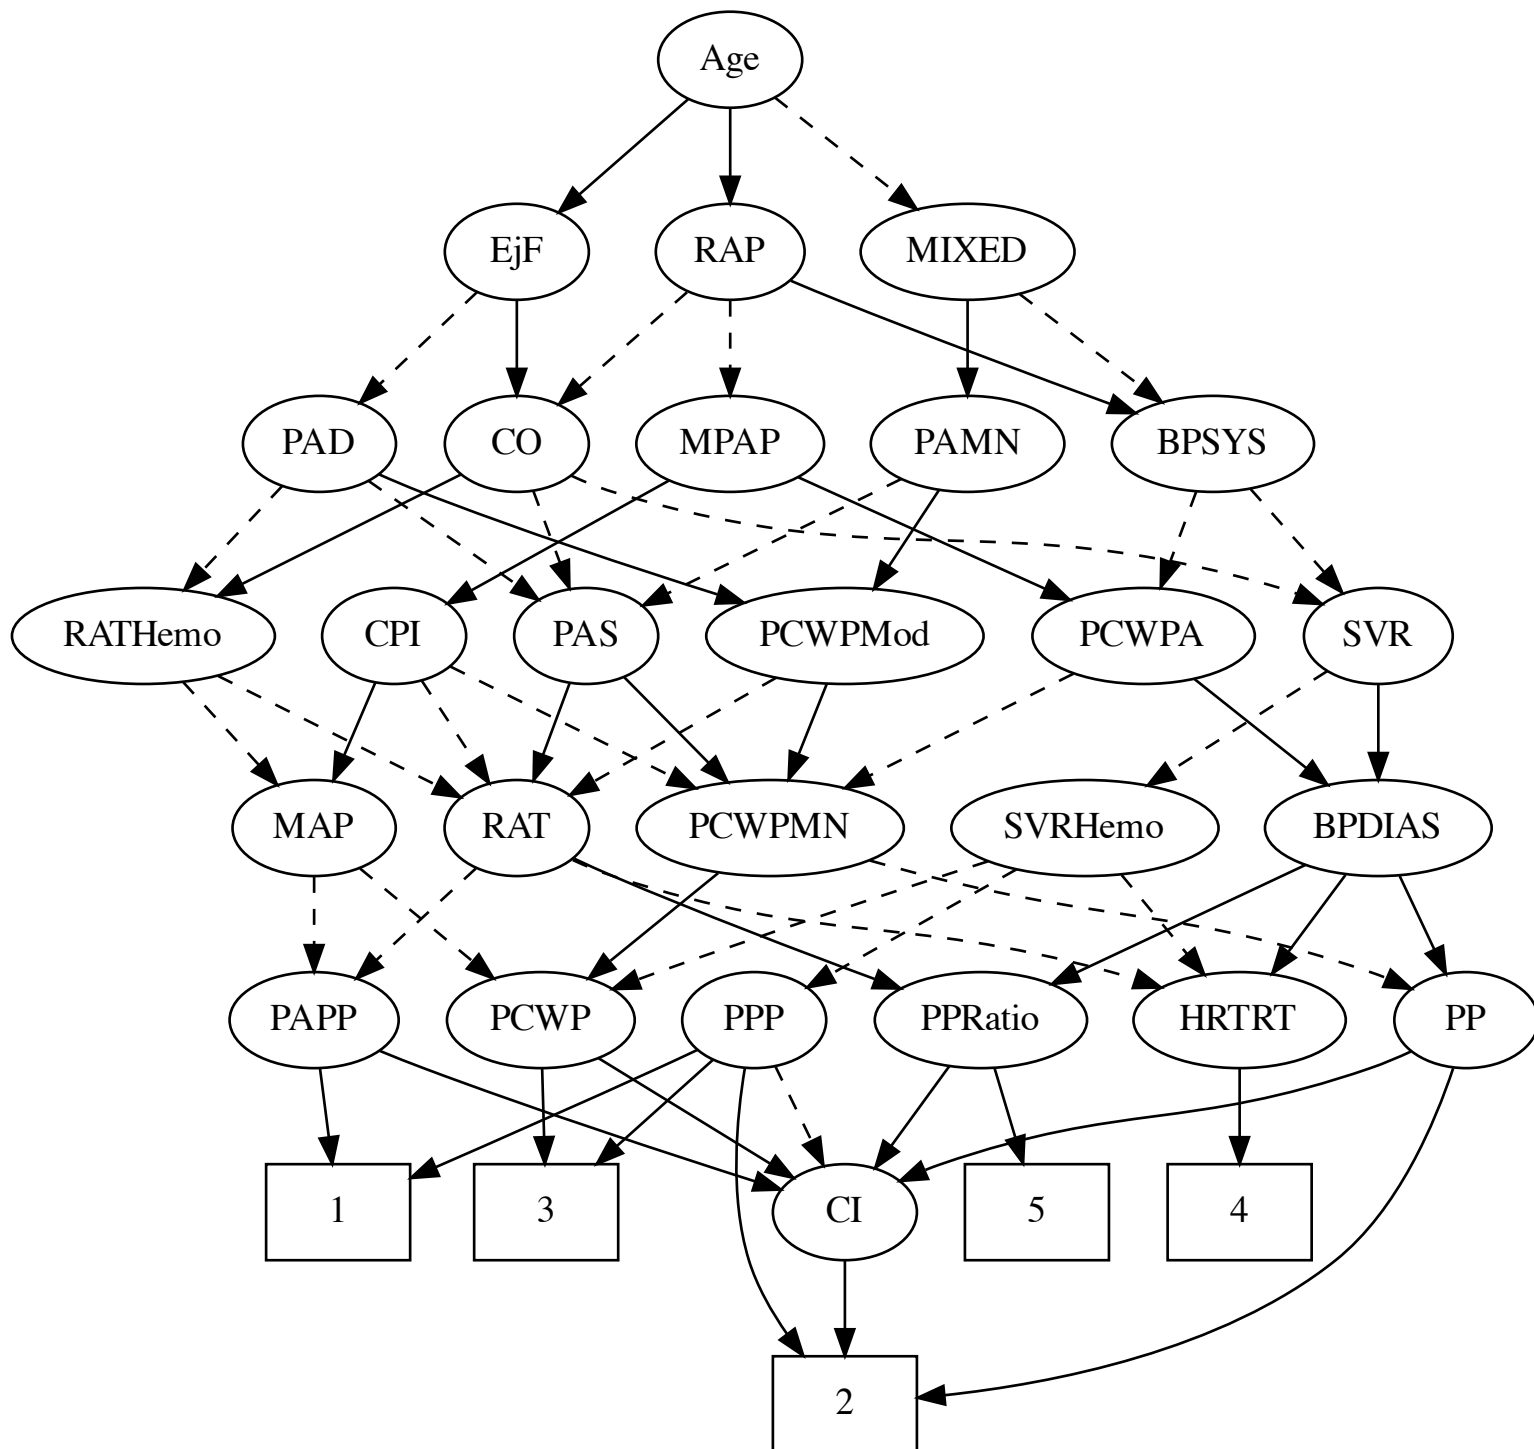 Age
EjF
RAP
MIXED
PAD
CO
MPAP
PAMN
BPSYS
RATHemo
CPI
PAS
PCWPMod
PCWPA
SVR
MAP
RAT
PCWPMN
SVRHemo
BPDIAS
PAPP
PCWP
PPP
PPRatio
HRTRT
PP
1
3
CI
5
4
2